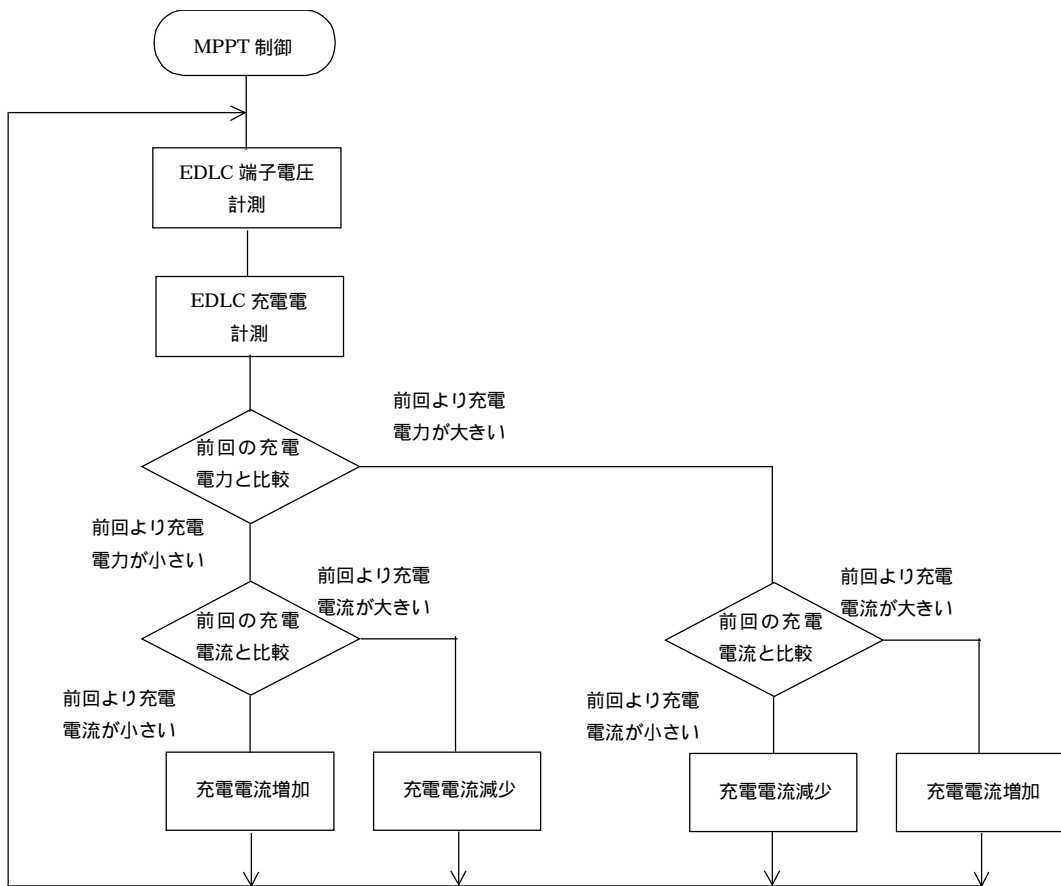 MPPT 制御
EDLC 端子電圧
計測
EDLC 充電電
計測
前回より充電
電力が大きい
前回の充電
電力と比較
前回より充電
電力が小さい
前回より充電
電流が大きい
前回の充電
電流と比較
前回より充電
電流が小さい
前回より充電
電流が大きい
前回の充電
電流と比較
前回より充電
電流が小さい
充電電流増加
充電電流減少
充電電流減少
充電電流増加